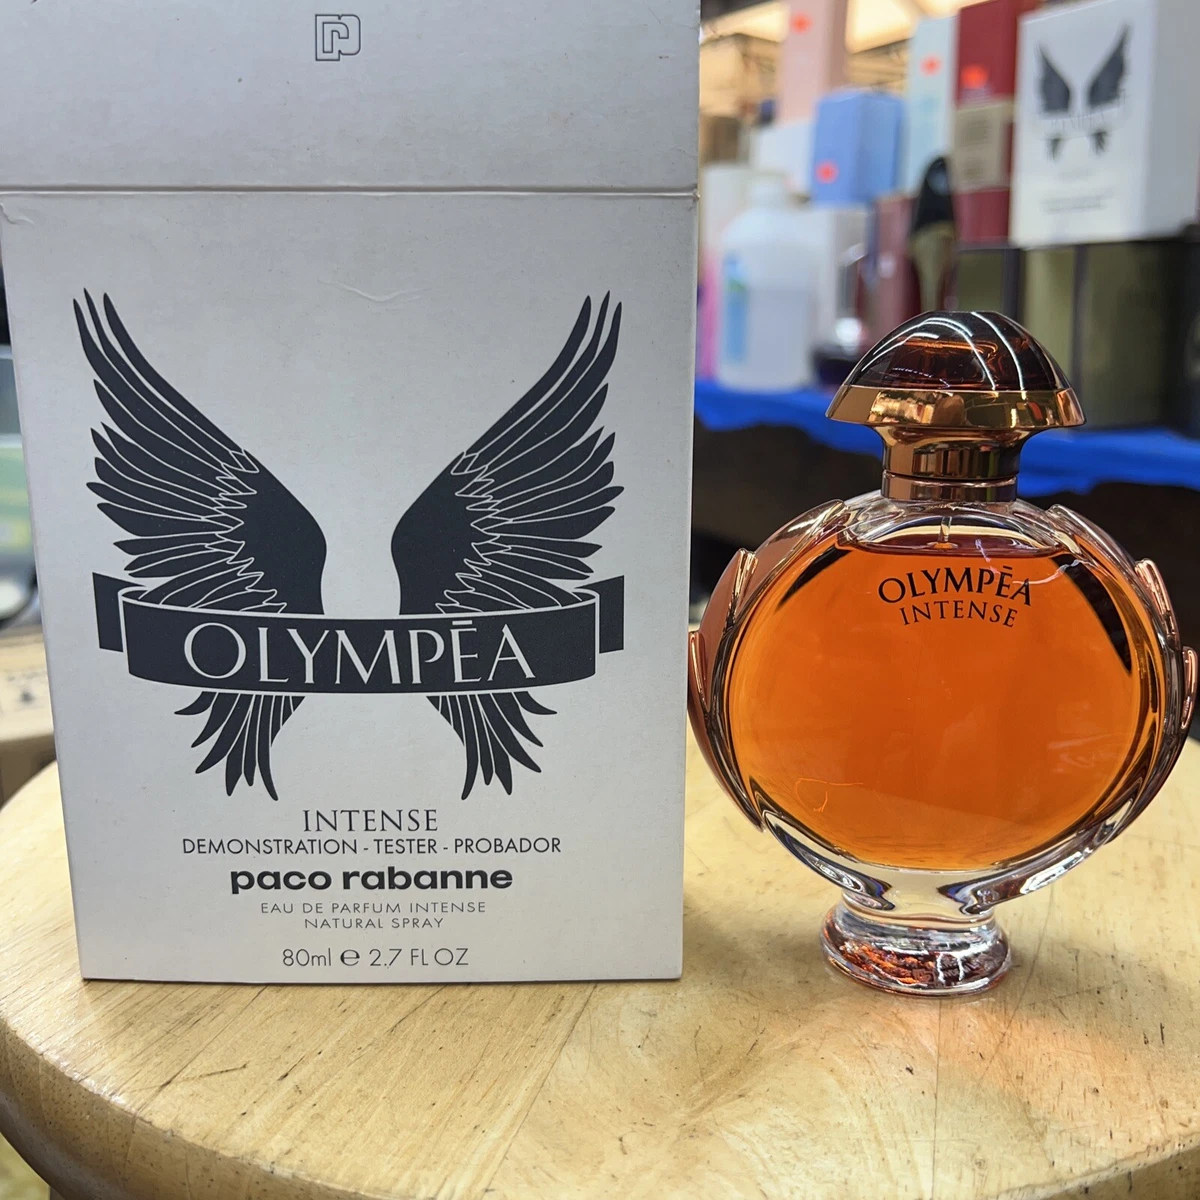 OLYMPĒA
INTENSE
DEMONSTRATION - TESTER - PROBADOR
paco rabanne
EAU DE PARFUM INTENSE
NATURAL SPRAY
80ml ℮ 2.7 FL OZ
OLYMPĒA
INTENSE